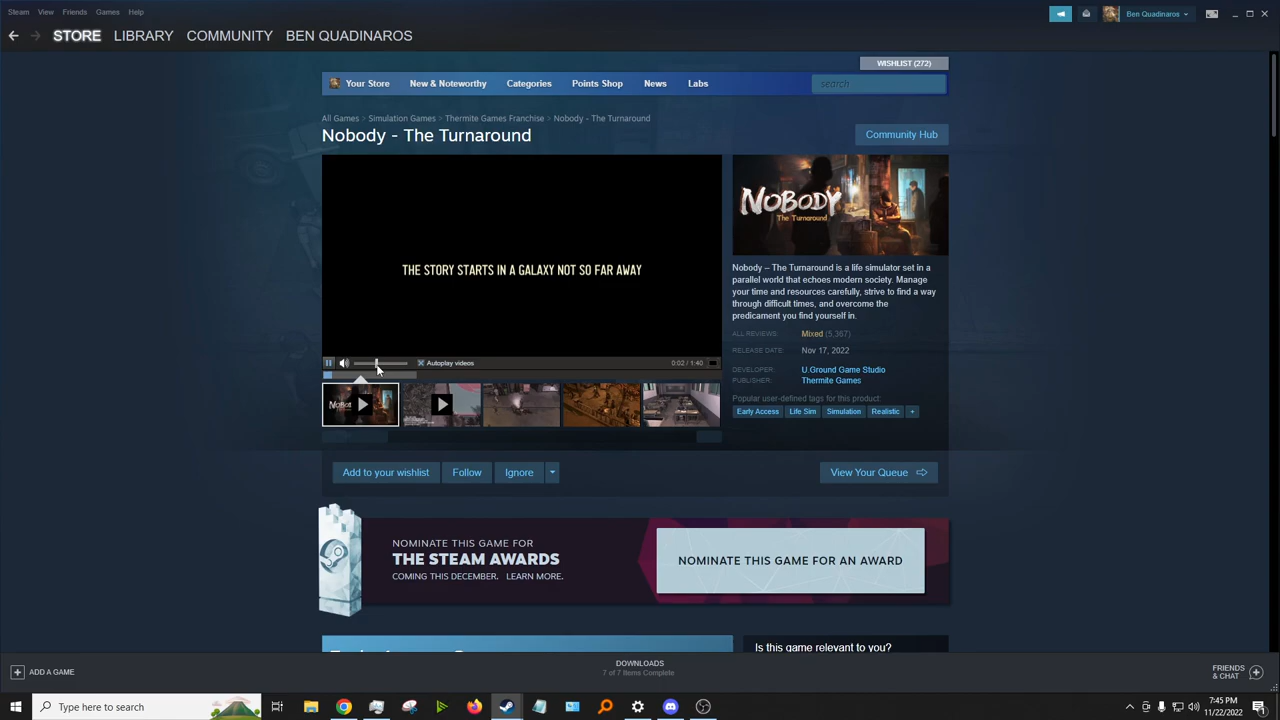 Steam View Friends Games Help
Ben Quadinaros
STORE LIBRARY COMMUNITY BEN QUADINAROS
WISHLIST (272)
Your Store New & Noteworthy Categories Points Shop News Labs search
All Games > Simulation Games > Thermite Games Franchise > Nobody - The Turnaround
Nobody - The Turnaround
Community Hub
THE STORY STARTS IN A GALAXY NOT SO FAR AWAY
NOBODY
The Turnaround
Nobody – The Turnaround is a life simulator set in a
parallel world that echoes modern society. Manage
your time and resources carefully, strive to find a way
through difficult times, and overcome the
predicament you find yourself in.
ALL REVIEWS: Mixed (5,367)
RELEASE DATE: Nov 17, 2022
DEVELOPER: U.Ground Game Studio
PUBLISHER: Thermite Games
Popular user-defined tags for this product:
Early Access Life Sim Simulation Realistic +
Autoplay videos 0:02 / 1:40
Add to your wishlist Follow Ignore View Your Queue
NOMINATE THIS GAME FOR
THE STEAM AWARDS
COMING THIS DECEMBER. LEARN MORE.
NOMINATE THIS GAME FOR AN AWARD
Is this game relevant to you?
ADD A GAME
DOWNLOADS
7 of 7 Items Complete
FRIENDS
& CHAT
Type here to search
7:45 PM
11/22/2022